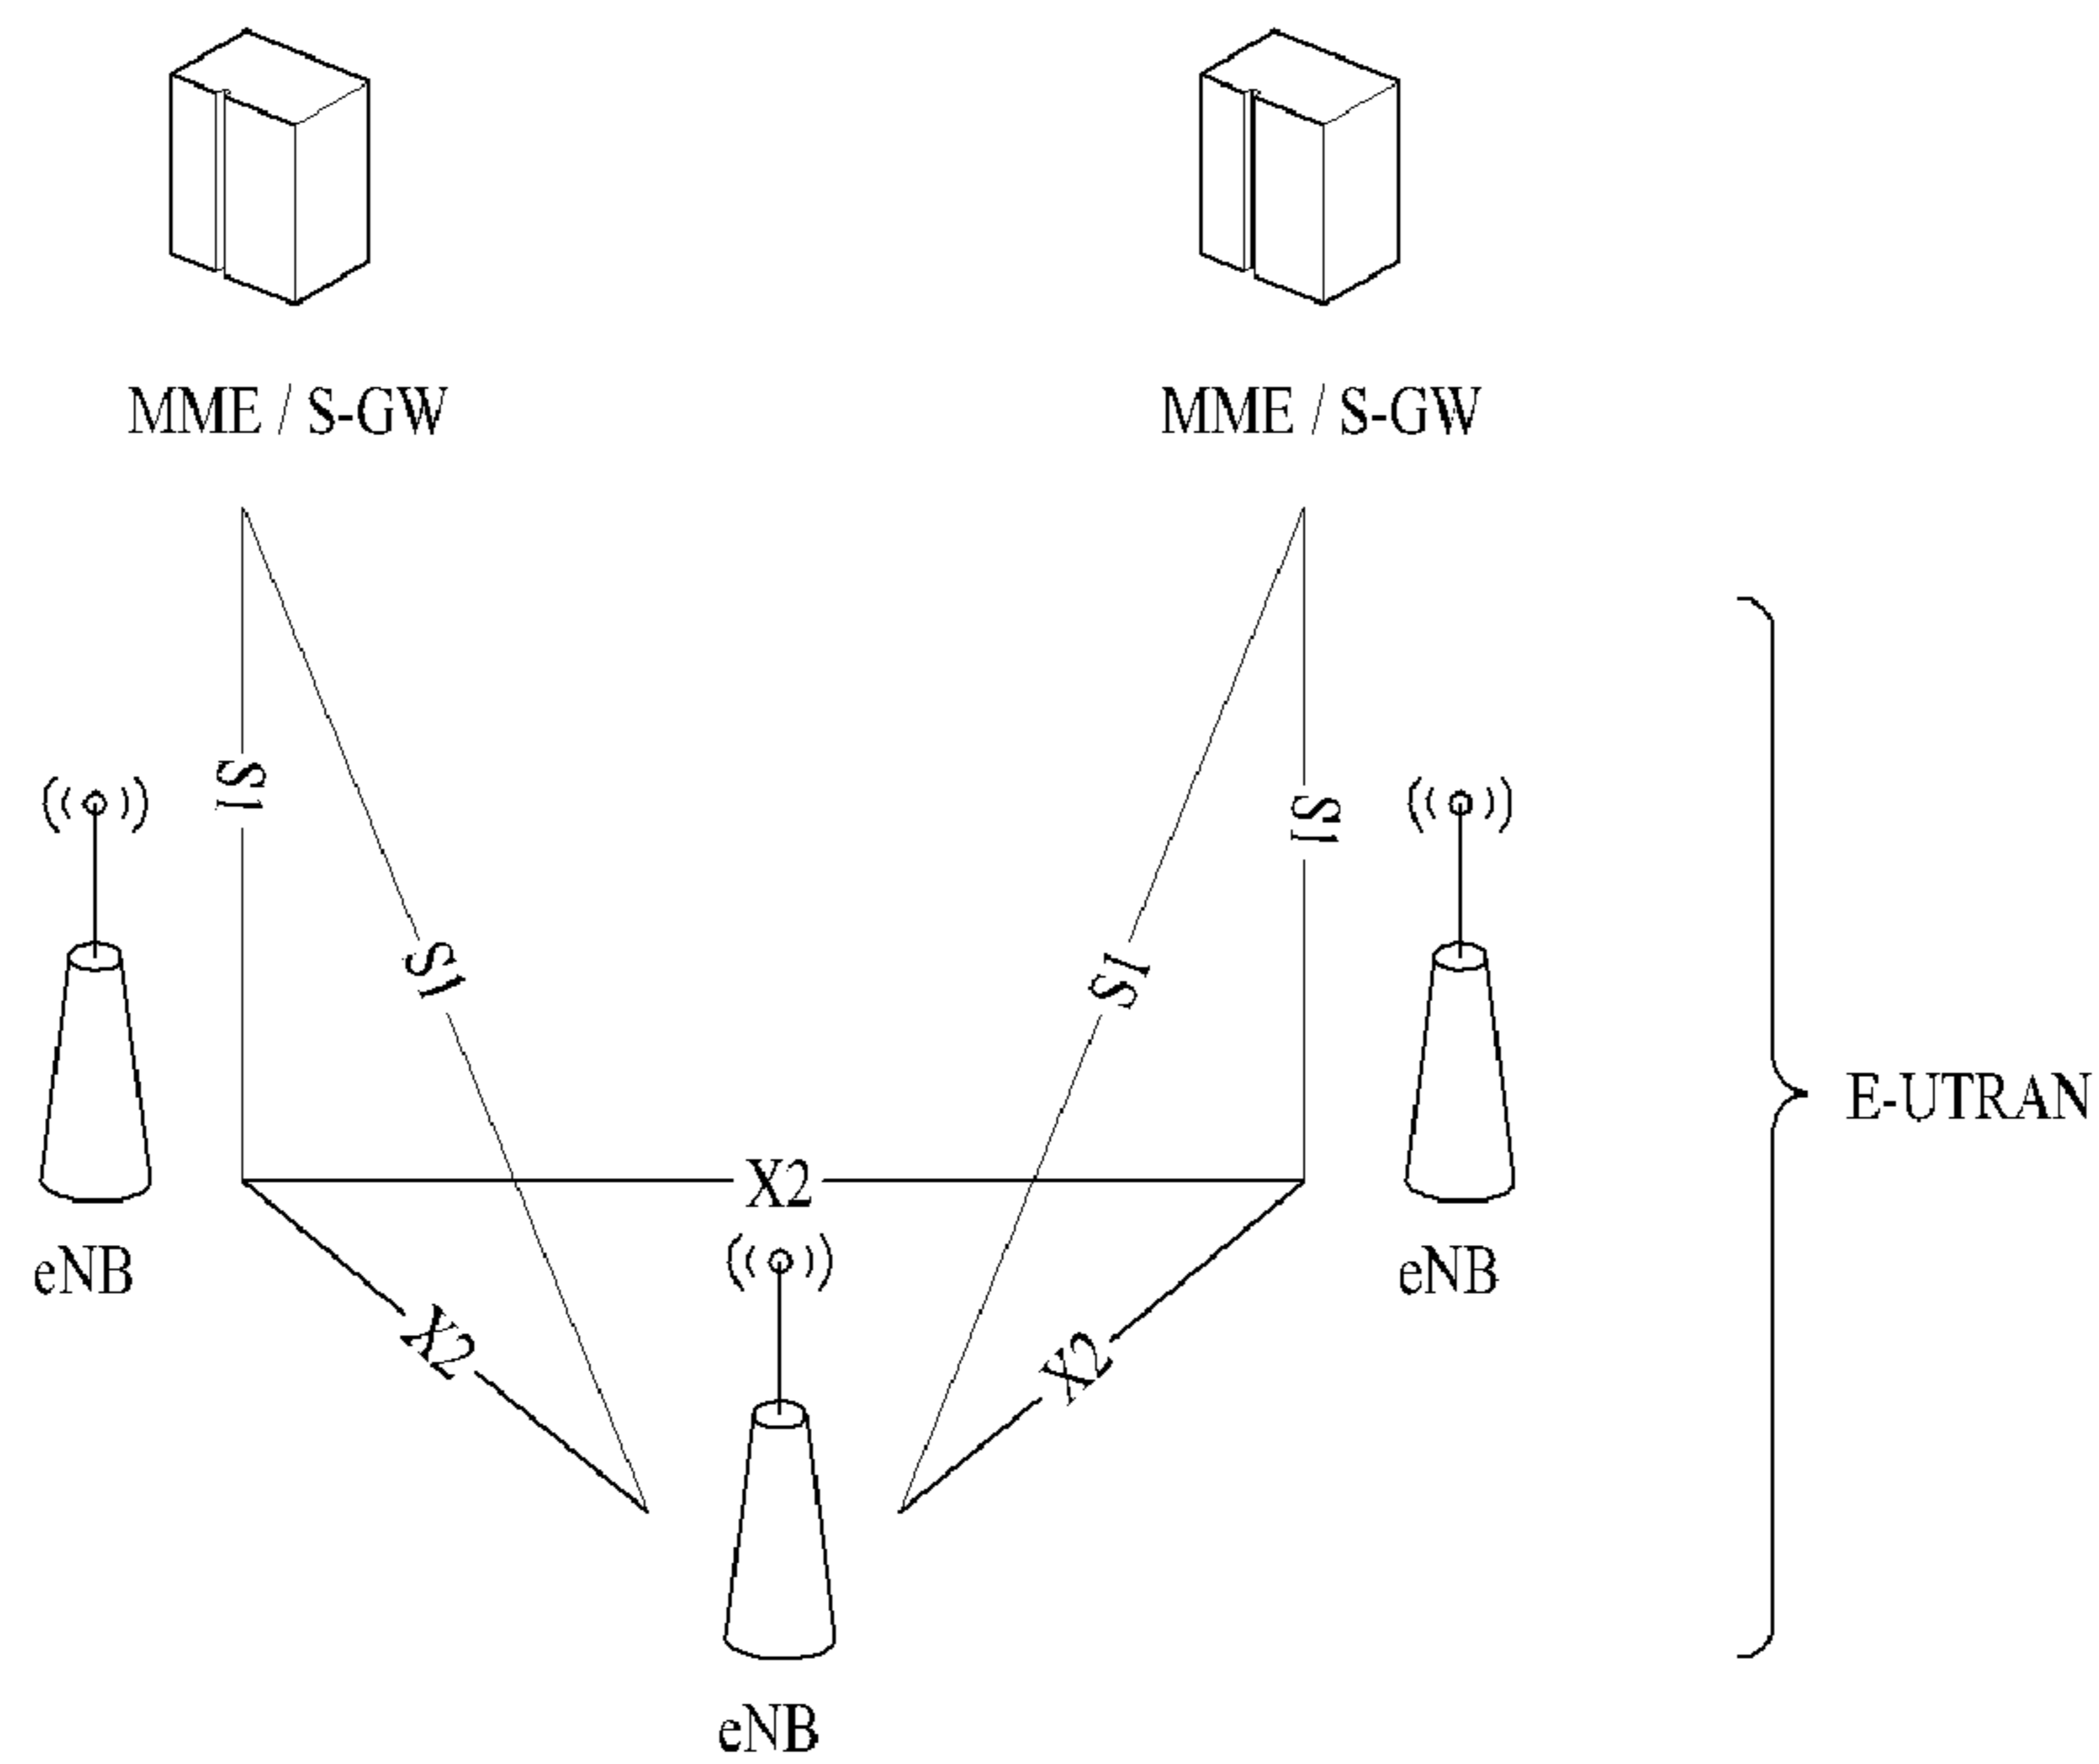 MME / S-GW
MME / S-GW
S1
S1
S1
S1
E-UTRAN
X2
eNB
eNB
X2
X2
eNB